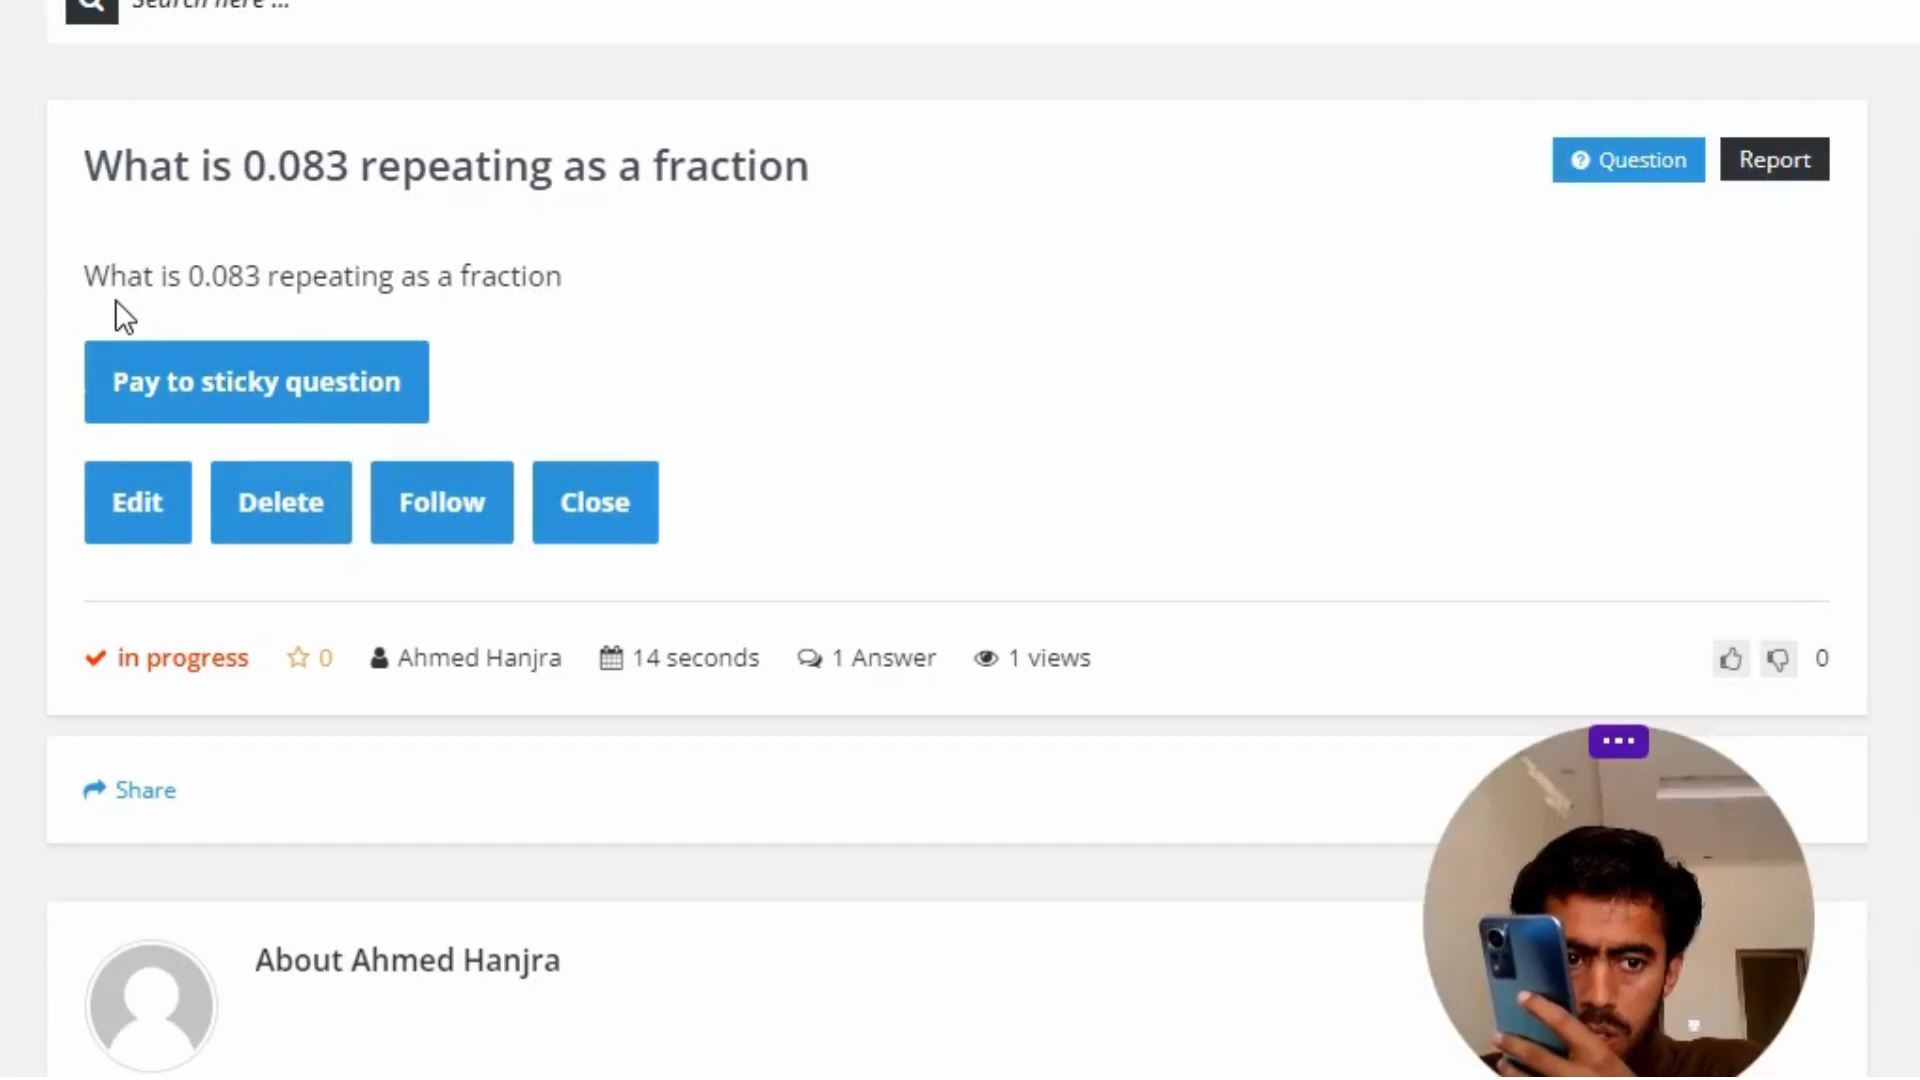 Search here ...
What is 0.083 repeating as a fraction
Question
Report
What is 0.083 repeating as a fraction
Pay to sticky question
Edit Delete Follow Close
in progress 0 Ahmed Hanjra 14 seconds 1 Answer 1 views 0
Share
About Ahmed Hanjra